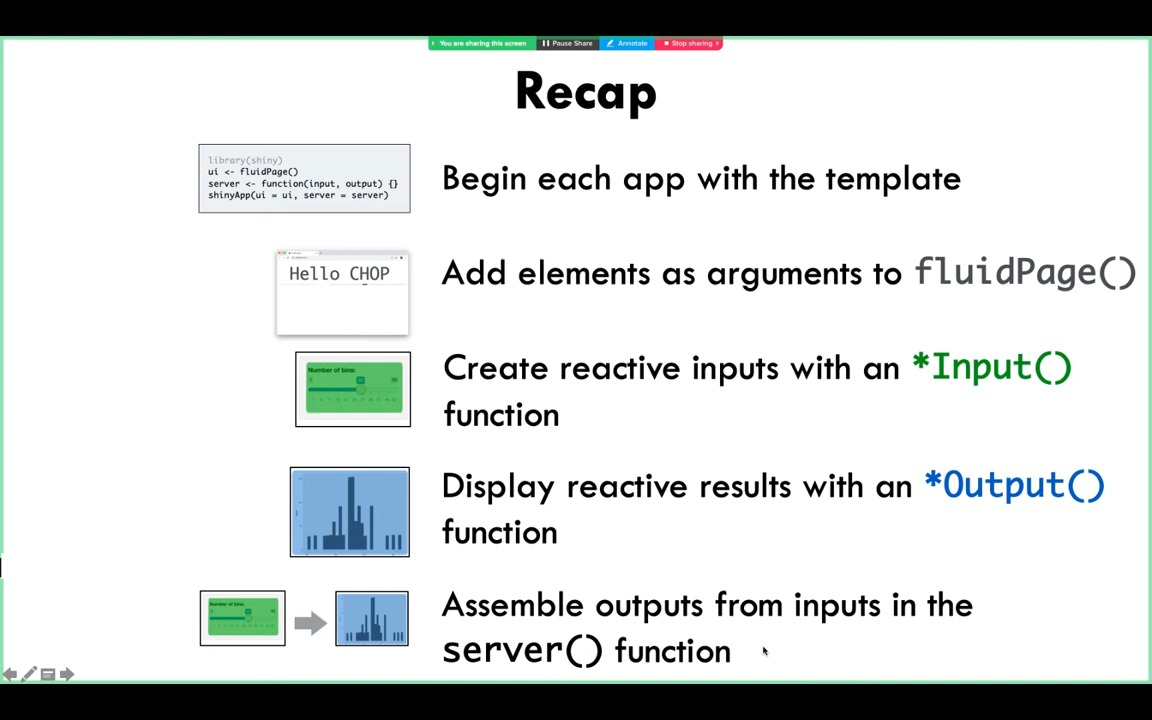 You are sharing this screen
Pause Share
Annotate
Stop sharing
Recap
library(shiny)
ui <- fluidPage()
server <- function(input, output) {}
shinyApp(ui = ui, server = server)
Begin each app with the template
Hello CHOP
Add elements as arguments to fluidPage()
Number of bins:
Create reactive inputs with an *Input()
function
Display reactive results with an *Output()
function
Number of bins:
Assemble outputs from inputs in the
server() function